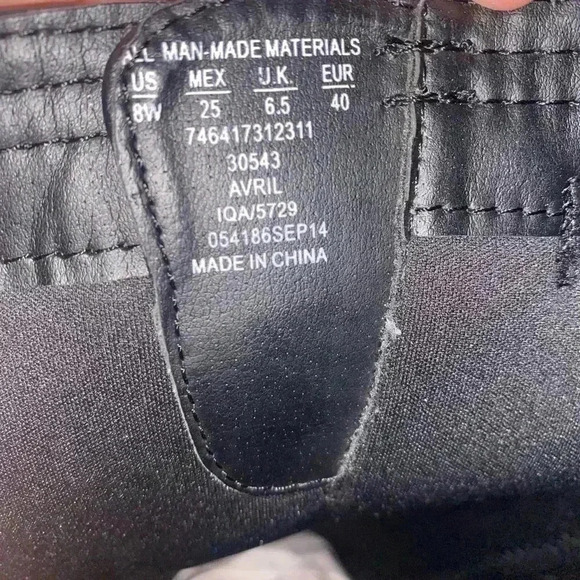 ALL MAN-MADE MATERIALS
US MEX U.K. EUR
8W 25 6.5 40
746417312311
30543
AVRIL
IQA/5729
054186SEP14
MADE IN CHINA